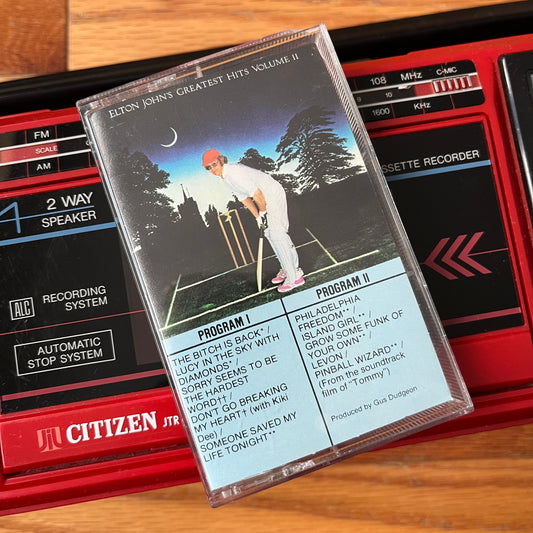 ELTON JOHN'S GREATEST HITS VOLUME II
PROGRAM I
THE BITCH IS BACK* /
LUCY IN THE SKY WITH
DIAMONDS* /
SORRY SEEMS TO BE
THE HARDEST
WORD†† /
DON'T GO BREAKING
MY HEART† (with Kiki
Dee) /
SOMEONE SAVED MY
LIFE TONIGHT**
PROGRAM II
PHILADELPHIA
FREEDOM** /
ISLAND GIRL** /
GROW SOME FUNK OF
YOUR OWN** /
LEVON /
PINBALL WIZARD** /
(From the soundtrack
film of "Tommy")
Produced by Gus Dudgeon
FM
SCALE
AM
2 WAY
SPEAKER
ALC RECORDING
SYSTEM
AUTOMATIC
STOP SYSTEM
CITIZEN JTR
108 MHz C-MIC
9 10
1600 KHz
SSETTE RECORDER